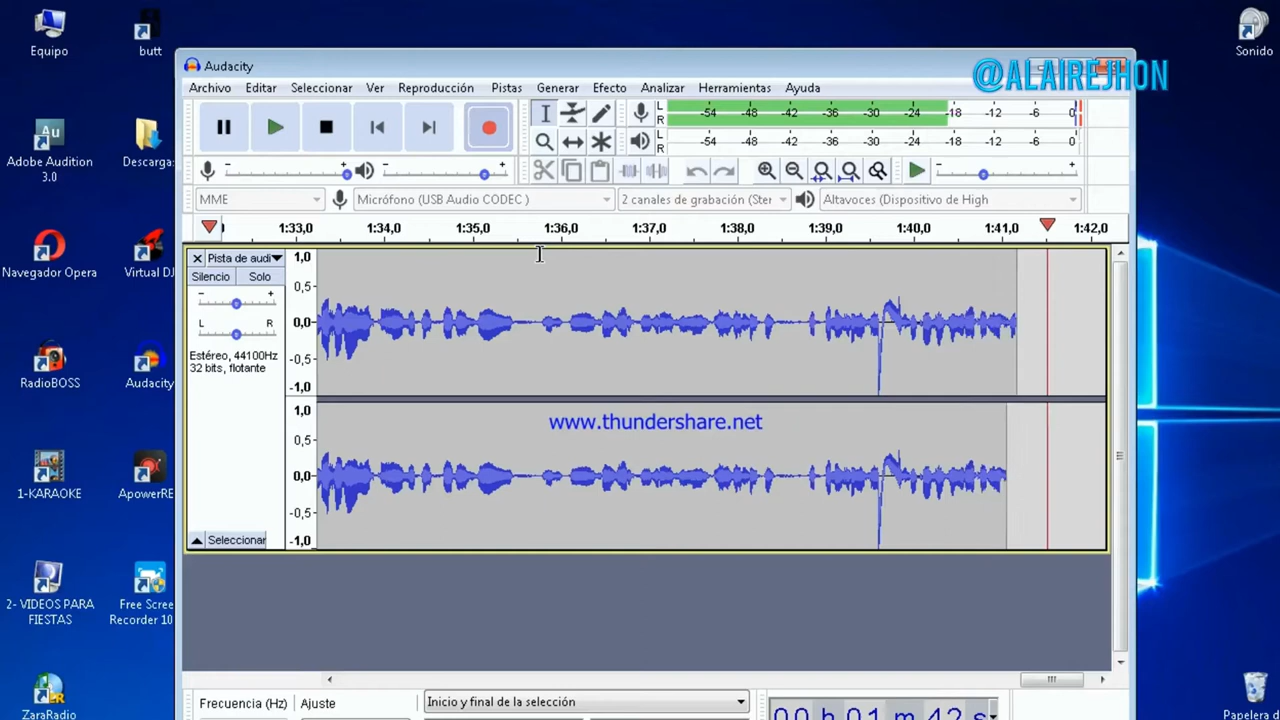 Equipo
butt
Sonido
Audacity
@ALAIREJHON
Archivo Editar Seleccionar Ver Reproducción Pistas Generar Efecto Analizar Herramientas Ayuda
L
R
-54 -48 -42 -36 -30 -24 -18 -12 -6 0
L
R
-54 -48 -42 -36 -30 -24 -18 -12 -6 0
Adobe Audition
3.0
Descargas
MME
Micrófono (USB Audio CODEC )
2 canales de grabación (Ster
Altavoces (Dispositivo de High
1:33,0 1:34,0 1:35,0 1:36,0 1:37,0 1:38,0 1:39,0 1:40,0 1:41,0 1:42,0
Navegador Opera
Virtual DJ
Pista de audi
Silencio Solo
- +
L R
Estéreo, 44100Hz
32 bits, flotante
1,0
0,5
0,0
-0,5
-1,0
RadioBOSS
Audacity
1,0
0,5
0,0
-0,5
-1,0
www.thundershare.net
1-KARAOKE
ApowerRE
Seleccionar
2- VIDEOS PARA
FIESTAS
Free Scree
Recorder 10
ZaraRadio
Frecuencia (Hz)
Ajuste
Inicio y final de la selección
00 h 01 m 42 s
Papelera d